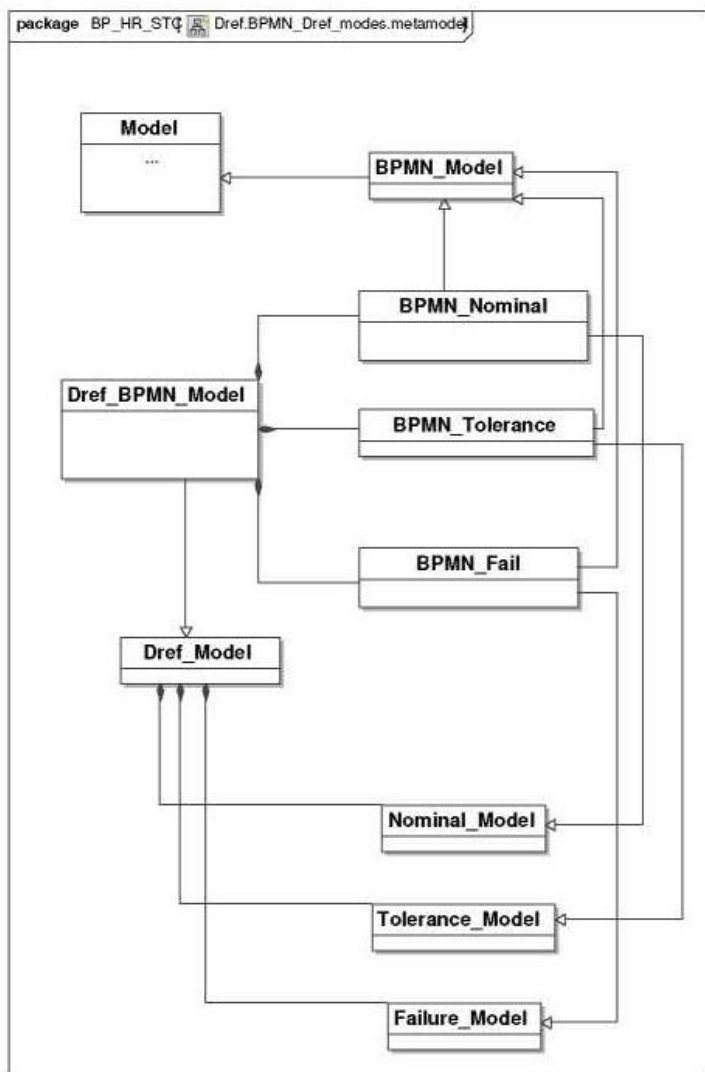 package BP_HR_STC[ Dref.BPMN_Dref_modes.metamodel]
Model
...
BPMN_Model
BPMN_Nominal
Dref_BPMN_Model
BPMN_Tolerance
BPMN_Fail
Dref_Model
Nominal_Model
Tolerance_Model
Failure_Model